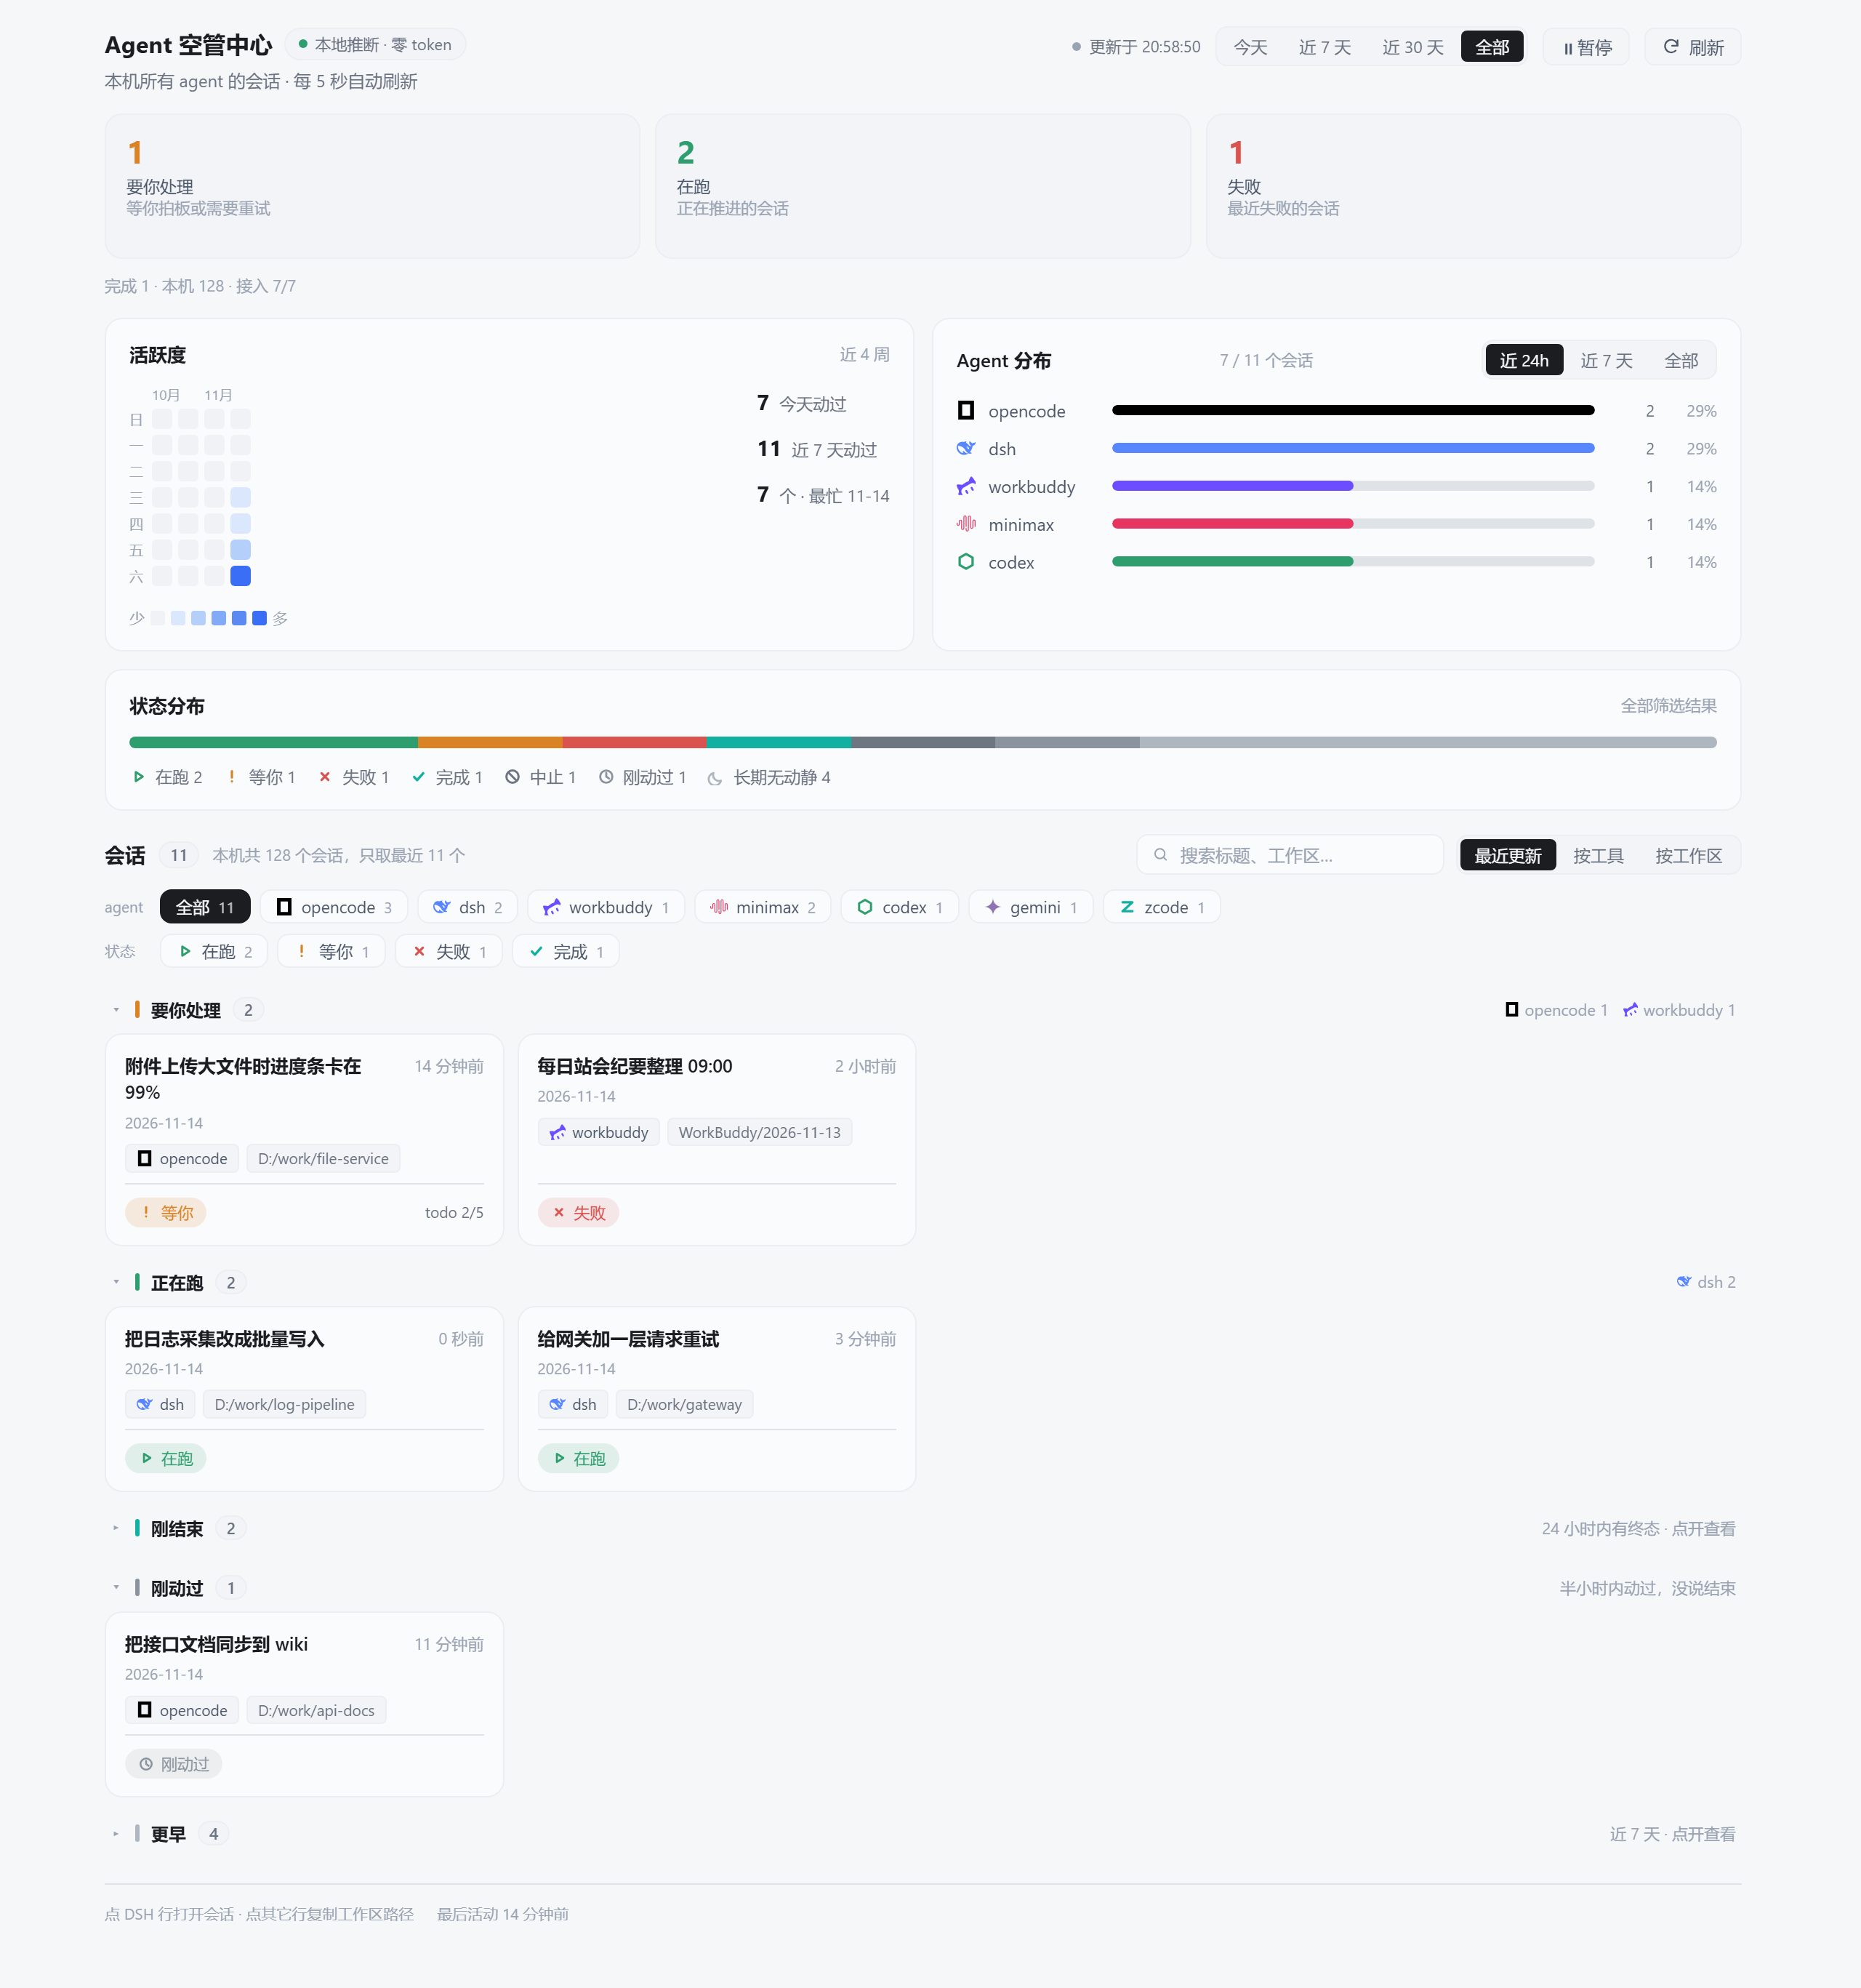 Agent 空管中心 本地推断 · 零 token 更新于 20:58:50 今天 近 7 天 近 30 天 全部 暂停 刷新
本机所有 agent 的会话 · 每 5 秒自动刷新
1
要你处理
等你拍板或需要重试
2
在跑
正在推进的会话
1
失败
最近失败的会话
完成 1 · 本机 128 · 接入 7/7
活跃度 近 4 周
10月 11月
日
一
二
三
四
五
六
少 多
7 今天动过
11 近 7 天动过
7 个 · 最忙 11-14
Agent 分布 7 / 11 个会话 近 24h 近 7 天 全部
opencode 2 29%
dsh 2 29%
workbuddy 1 14%
minimax 1 14%
codex 1 14%
状态分布 全部筛选结果
在跑 2 等你 1 失败 1 完成 1 中止 1 刚动过 1 长期无动静 4
会话 11 本机共 128 个会话，只取最近 11 个 搜索标题、工作区... 最近更新 按工具 按工作区
agent 全部 11 opencode 3 dsh 2 workbuddy 1 minimax 2 codex 1 gemini 1 zcode 1
状态 在跑 2 等你 1 失败 1 完成 1
要你处理 2 opencode 1 workbuddy 1
附件上传大文件时进度条卡在 14 分钟前
99%
2026-11-14
opencode D:/work/file-service
等你 todo 2/5
每日站会纪要整理 09:00 2 小时前
2026-11-14
workbuddy WorkBuddy/2026-11-13
失败
正在跑 2 dsh 2
把日志采集改成批量写入 0 秒前
2026-11-14
dsh D:/work/log-pipeline
在跑
给网关加一层请求重试 3 分钟前
2026-11-14
dsh D:/work/gateway
在跑
刚结束 2 24 小时内有终态 · 点开查看
刚动过 1 半小时内动过，没说结束
把接口文档同步到 wiki 11 分钟前
2026-11-14
opencode D:/work/api-docs
刚动过
更早 4 近 7 天 · 点开查看
点 DSH 行打开会话 · 点其它行复制工作区路径 最后活动 14 分钟前